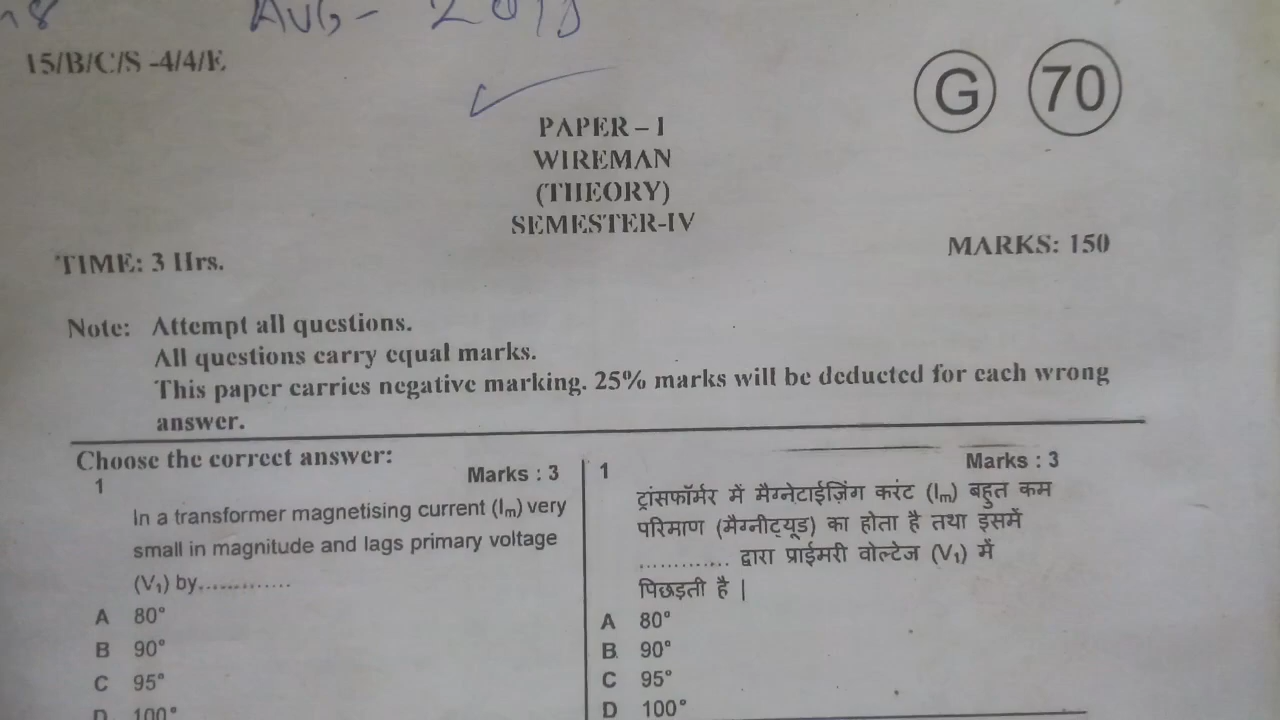 Aug - 2018
15/B/C/S -4/4/E
G 70
PAPER – I
WIREMAN
(THEORY)
SEMESTER-IV
TIME: 3 Hrs.
MARKS: 150
Note: Attempt all questions.
All questions carry equal marks.
This paper carries negative marking. 25% marks will be deducted for each wrong
answer.
Choose the correct answer:
Marks : 3
1
In a transformer magnetising current (Im) very
small in magnitude and lags primary voltage
(V₁) by.............
A 80°
B 90°
C 95°
D 100°
Marks : 3
1
ट्रांसफॉर्मर में मैग्नेटाईज़िंग करंट (Im) बहुत कम
परिमाण (मैग्नीट्यूड) का होता है तथा इसमें
............. द्वारा प्राईमरी वोल्टेज (V₁) में
पिछड़ती है |
A 80°
B 90°
C 95°
D 100°